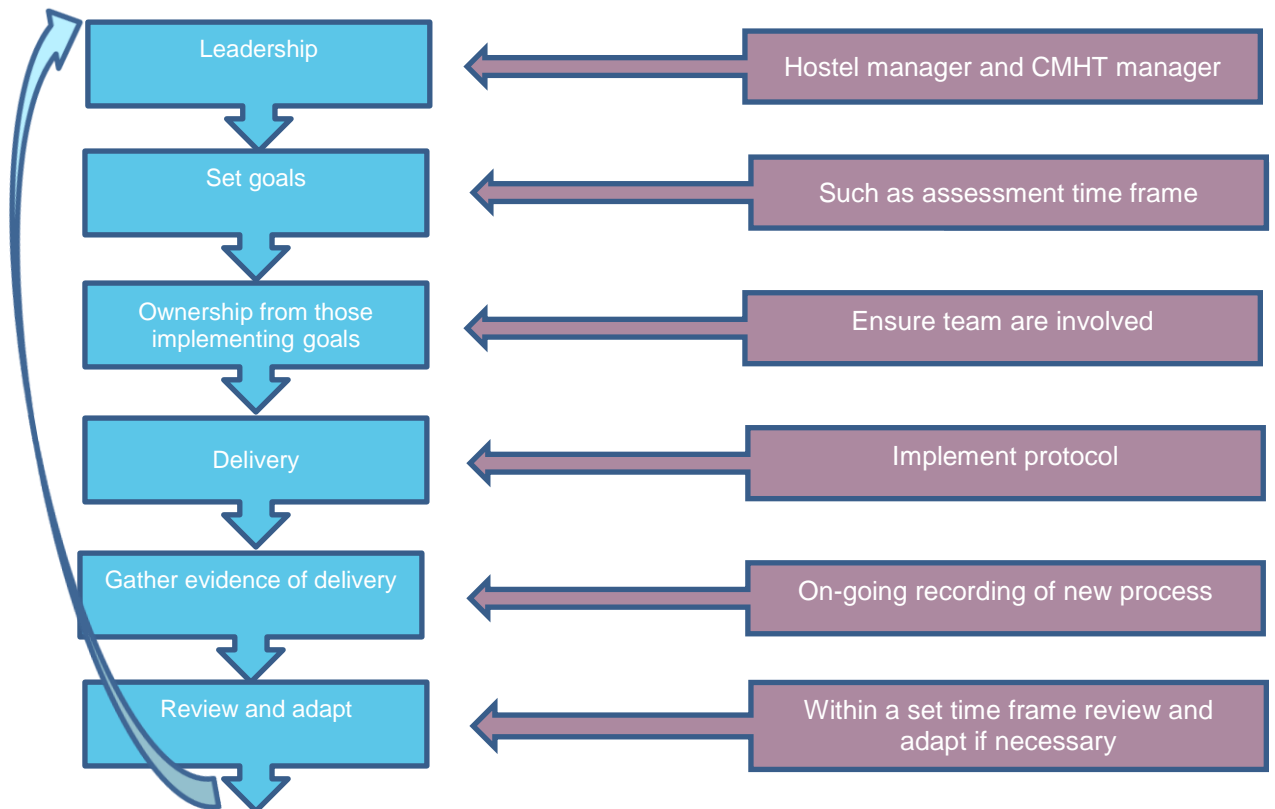 Leadership
Hostel manager and CMHT manager
Set goals
Such as assessment time frame
Ownership from those
implementing goals
Ensure team are involved
Delivery
Implement protocol
Gather evidence of delivery
On-going recording of new process
Review and adapt
Within a set time frame review and
adapt if necessary